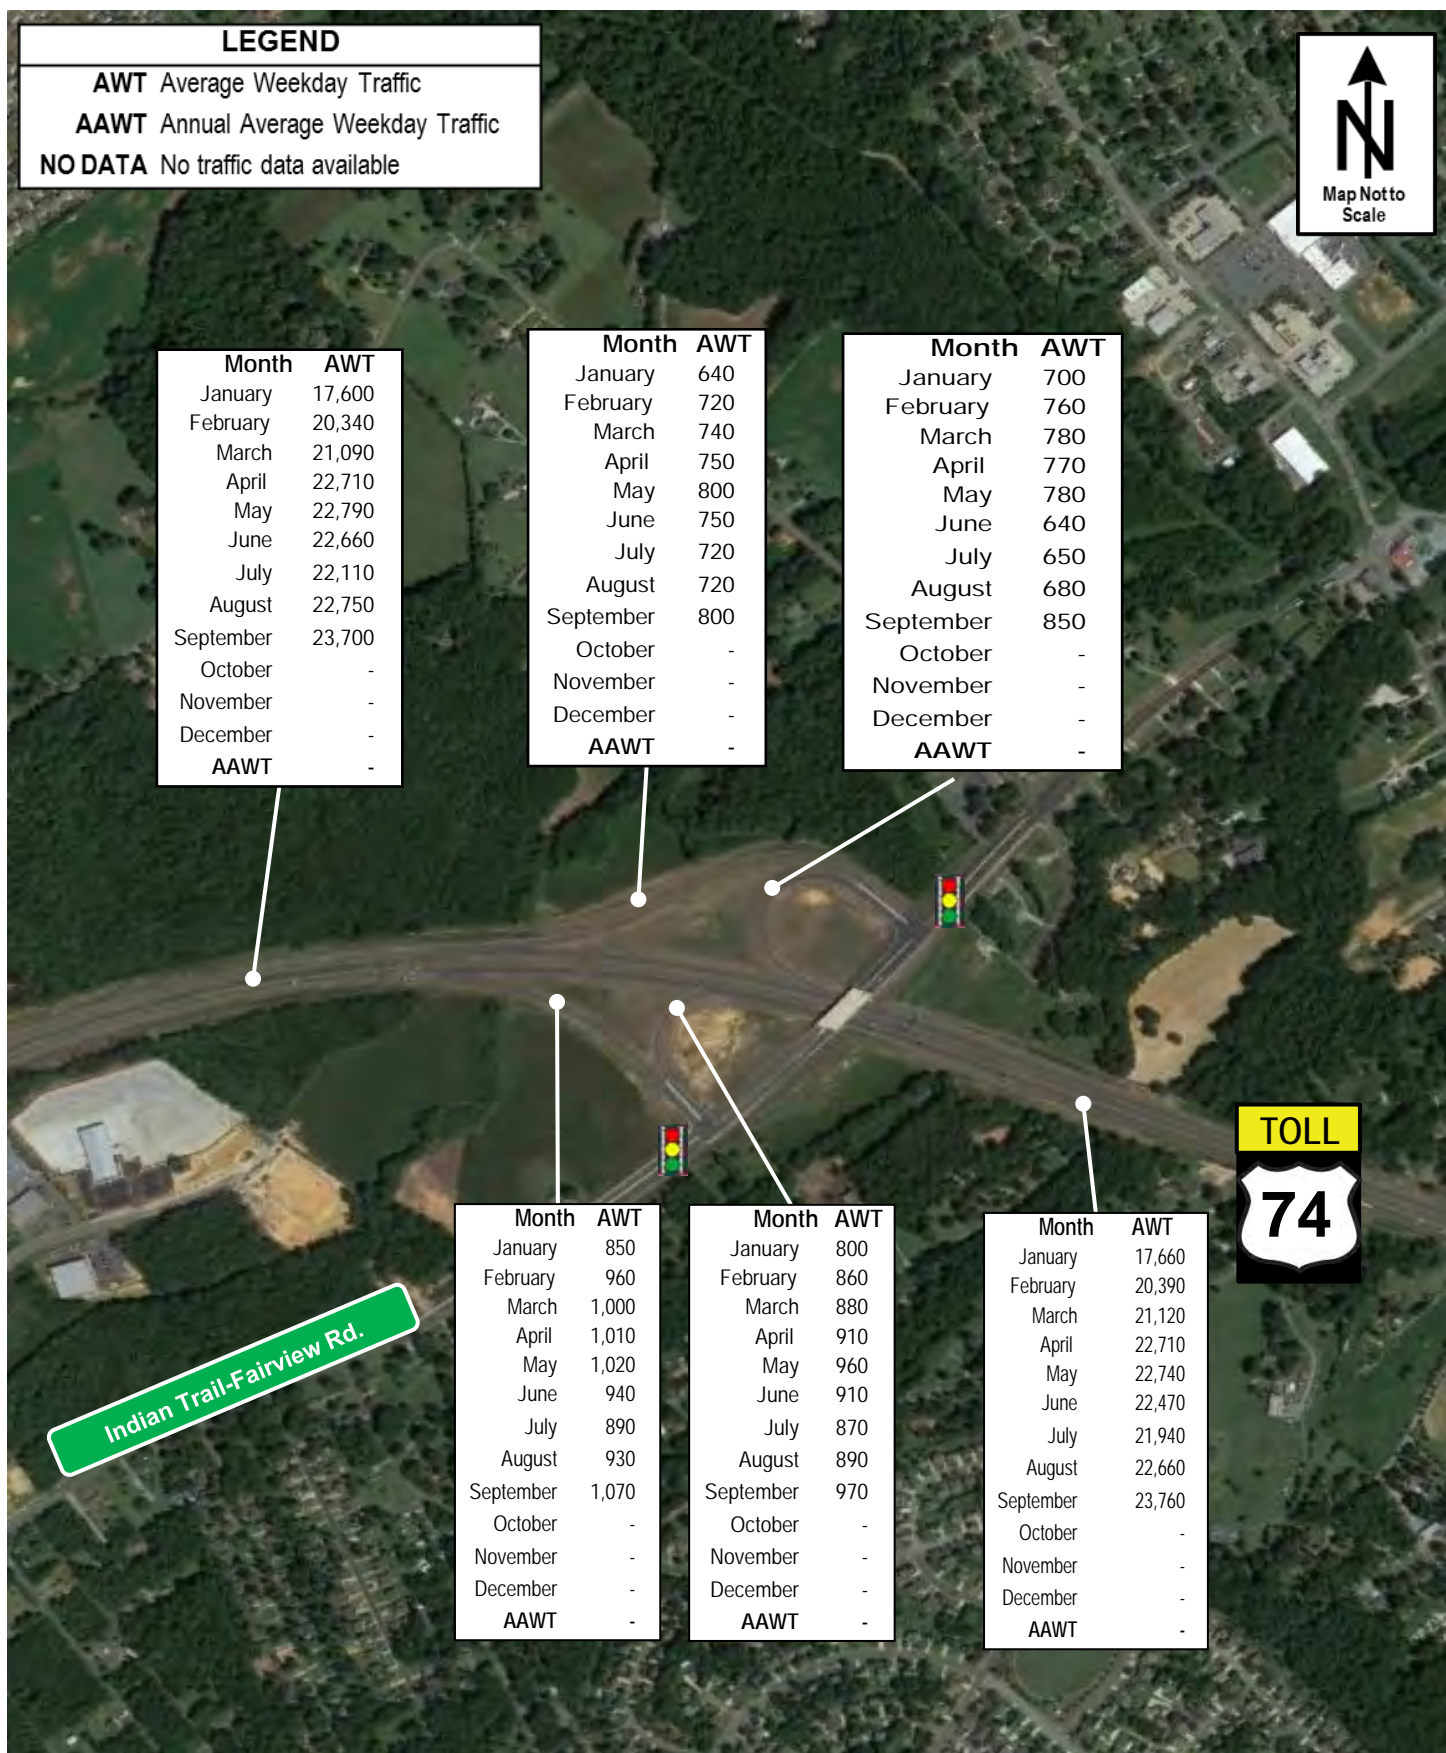 LEGEND
AWT Average Weekday Traffic
AAWT Annual Average Weekday Traffic
NO DATA No traffic data available
N
Map Not to
Scale
Month AWT
January 17,600
February 20,340
March 21,090
April 22,710
May 22,790
June 22,660
July 22,110
August 22,750
September 23,700
October -
November -
December -
AAWT -
Month AWT
January 640
February 720
March 740
April 750
May 800
June 750
July 720
August 720
September 800
October -
November -
December -
AAWT -
Month AWT
January 700
February 760
March 780
April 770
May 780
June 640
July 650
August 680
September 850
October -
November -
December -
AAWT -
TOLL
74
Indian Trail-Fairview Rd.
Month AWT
January 850
February 960
March 1,000
April 1,010
May 1,020
June 940
July 890
August 930
September 1,070
October -
November -
December -
AAWT -
Month AWT
January 800
February 860
March 880
April 910
May 960
June 910
July 870
August 890
September 970
October -
November -
December -
AAWT -
Month AWT
January 17,660
February 20,390
March 21,120
April 22,710
May 22,740
June 22,470
July 21,940
August 22,660
September 23,760
October -
November -
December -
AAWT -